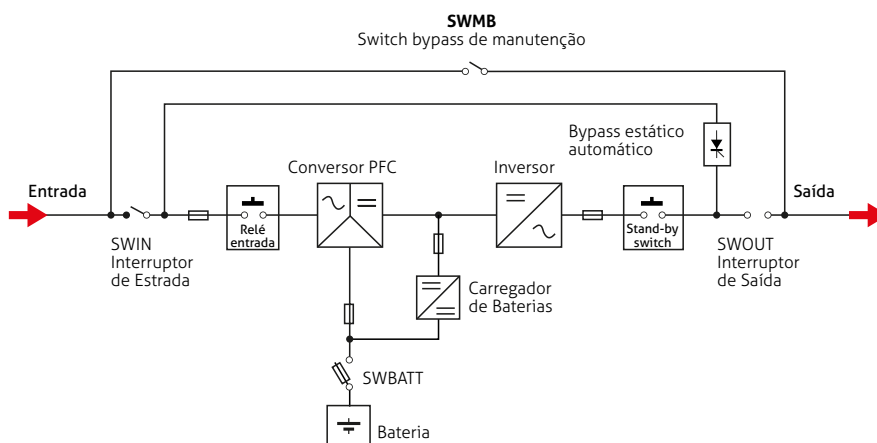 SWMB
Switch bypass de manutenção
Bypass estático
automático
Conversor PFC
Inversor
Entrada
Saída
Relé
entrada
Stand-by
switch
SWIN
Interruptor
de Estrada
SWOUT
Interruptor
de Saída
Carregador
de Baterias
SWBATT
Bateria